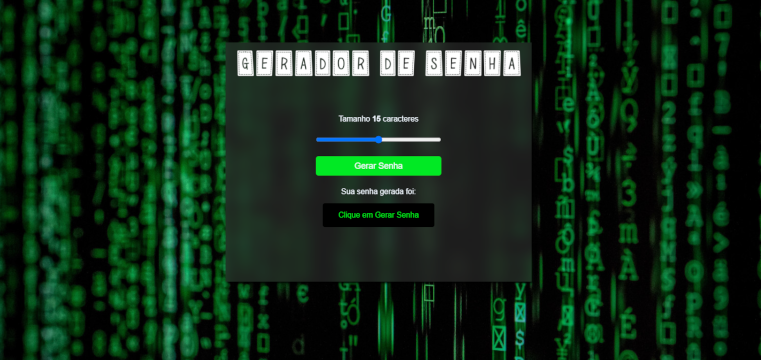 GERADOR DE SENHA
Tamanho 15 caracteres
Gerar Senha
Sua senha gerada foi:
Clique em Gerar Senha